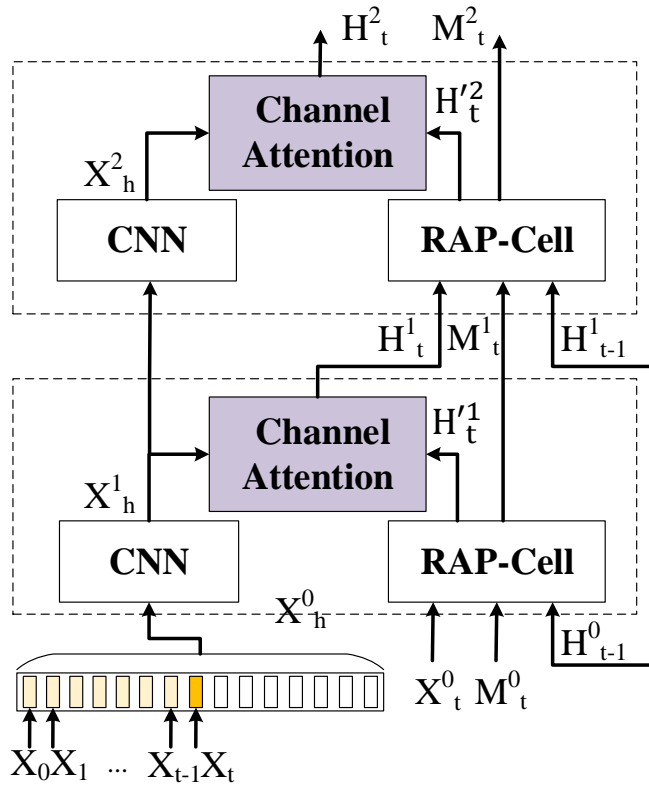 H²ₜ M²ₜ
Channel Attention
H′²ₜ
X²ₕ
CNN
RAP-Cell
H¹ₜ M¹ₜ H¹ₜ₋₁
Channel Attention
H′¹ₜ
X¹ₕ
CNN
RAP-Cell
X⁰ₕ
H⁰ₜ₋₁
X⁰ₜ M⁰ₜ
X₀ X₁ ... Xₜ₋₁ Xₜ